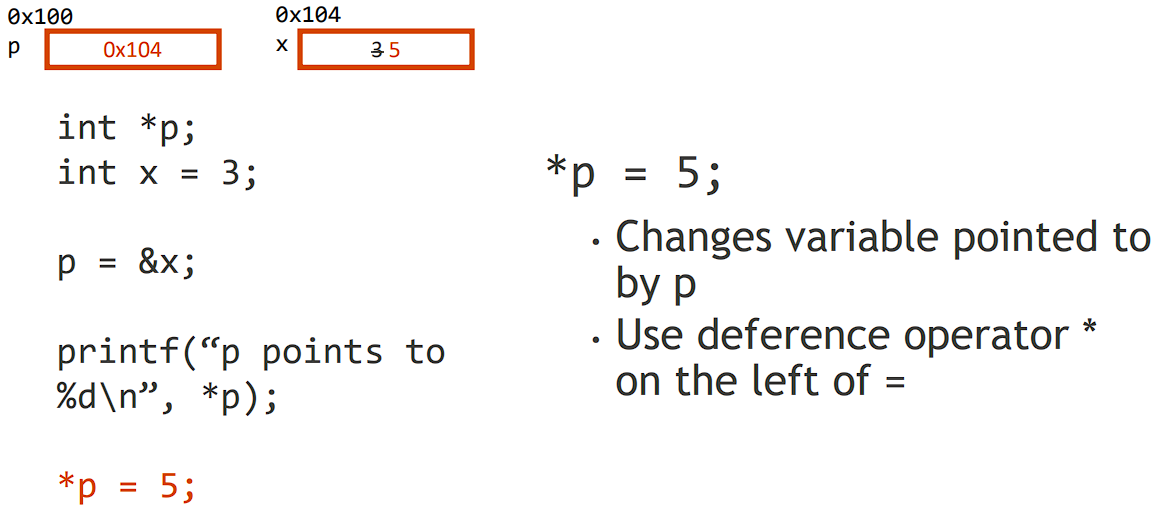 0x100
p 0x104
0x104
x 3 5
int *p;
int x = 3;
p = &x;
printf(“p points to
%d\n”, *p);
*p = 5;
*p = 5;
• Changes variable pointed to
by p
• Use deference operator *
on the left of =